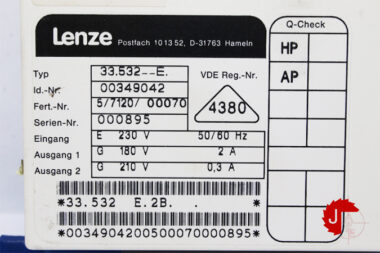 Lenze Postfach 10 13 52, D-31763 Hameln
Q-Check
HP
AP
Typ 33.532--E.
VDE Reg.-Nr.
4380
Id.-Nr. 00349042
Fert.-Nr. 5/7120/ 00070
Serien-Nr. 000895
Eingang E 230 V 50/60 Hz
Ausgang 1 G 180 V 2 A
Ausgang 2 G 210 V 0,3 A
*33.532 E.2B. .*
*00349042005000700000895*